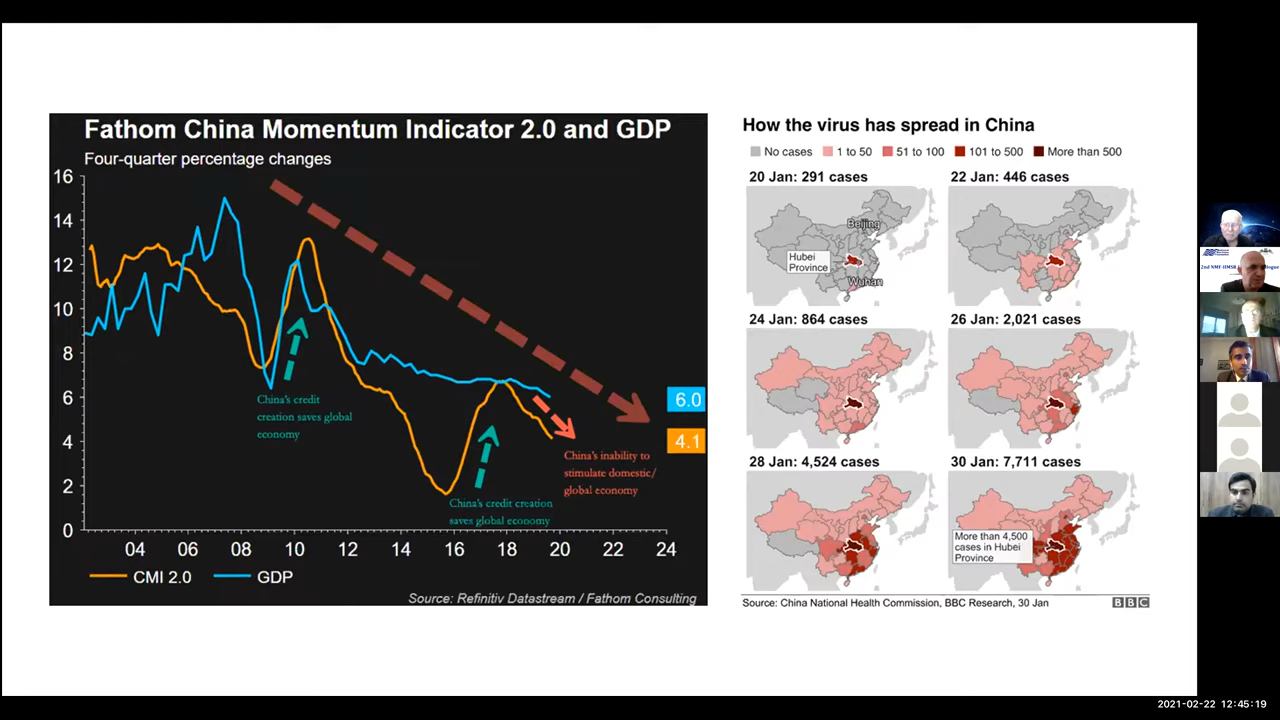 Fathom China Momentum Indicator 2.0 and GDP
Four-quarter percentage changes
16
14
12
10
8
6
4
2
0
04 06 08 10 12 14 16 18 20 22 24
China's credit
creation saves global
economy
China's credit creation
saves global economy
China's inability to
stimulate domestic/
global economy
6.0
4.1
CMI 2.0 GDP
Source: Refinitiv Datastream / Fathom Consulting
How the virus has spread in China
No cases 1 to 50 51 to 100 101 to 500 More than 500
20 Jan: 291 cases
Beijing
Hubei
Province
Wuhan
22 Jan: 446 cases
24 Jan: 864 cases
26 Jan: 2,021 cases
28 Jan: 4,524 cases
30 Jan: 7,711 cases
More than 4,500
cases in Hubei
Province
Source: China National Health Commission, BBC Research, 30 Jan
BBC
2nd NMF-IIMSR
2021-02-22 12:45:19